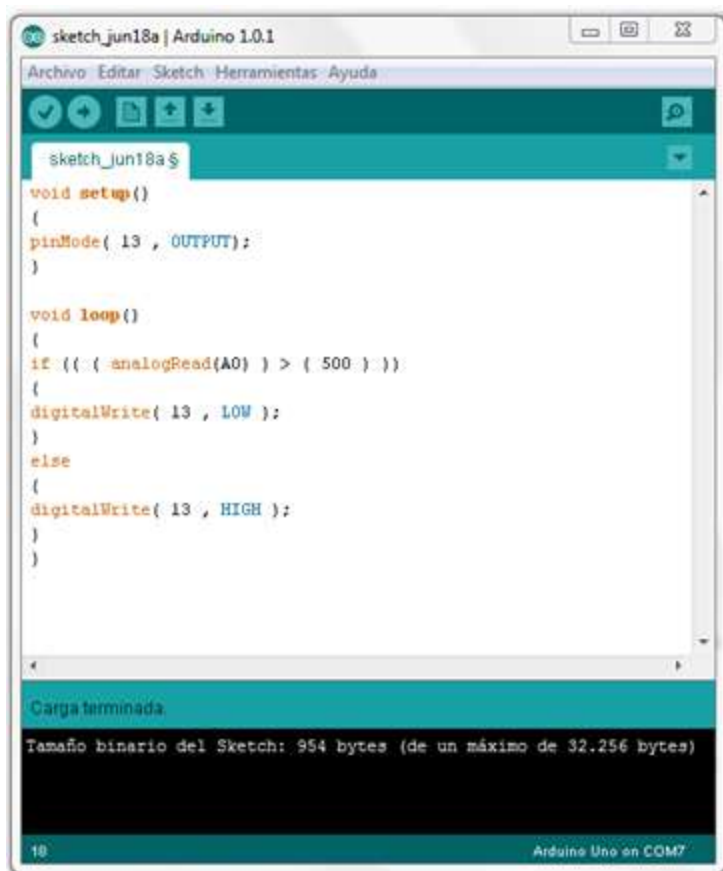 sketch_jun18a | Arduino 1.0.1
Archivo Editar Sketch Herramientas Ayuda
sketch_jun18a §
void setup()
{
pinMode( 13 , OUTPUT);
}
void loop()
{
if (( ( analogRead(A0) ) > ( 500 ) ))
{
digitalWrite( 13 , LOW );
}
else
{
digitalWrite( 13 , HIGH );
}
}
Carga terminada.
Tamaño binario del Sketch: 954 bytes (de un máximo de 32.256 bytes)
18
Arduino Uno on COM7